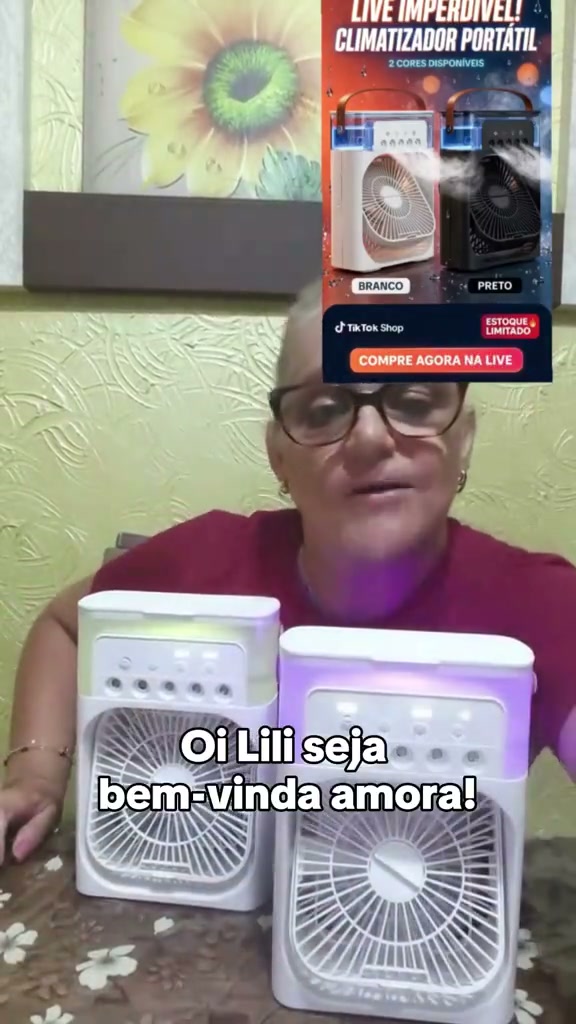 LIVE IMPERDÍVEL!
CLIMATIZADOR PORTÁTIL
2 CORES DISPONÍVEIS
BRANCO
PRETO
TikTok Shop
ESTOQUE
LIMITADO
COMPRE AGORA NA LIVE
Oi Lili seja
bem-vinda amora!